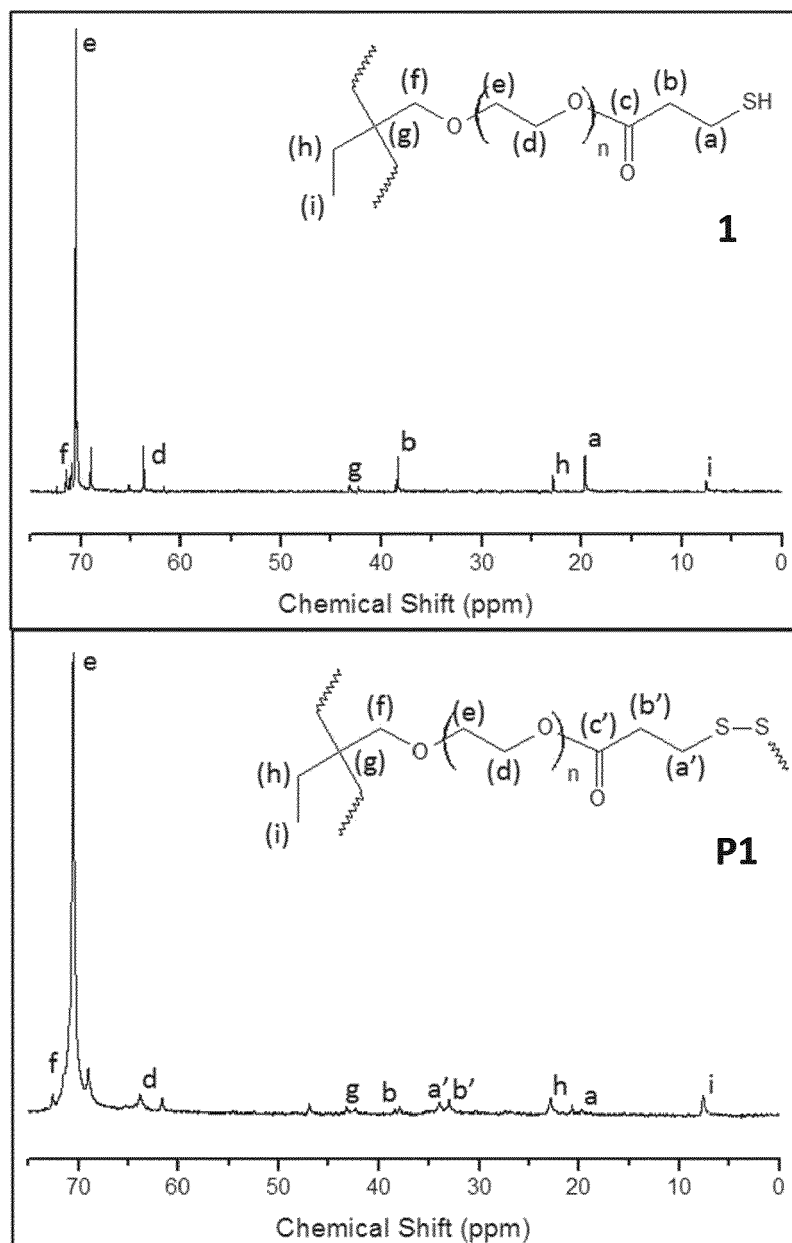 e
(f)
(e)
O
(c)
(b)
SH
(h)
(g)
O
(d)
n
(a)
(i)
O
1
f
d
g
b
h
a
i
70 60 50 40 30 20 10 0
Chemical Shift (ppm)
e
(f)
(e)
O
(c')
(b')
S–S
(h)
(g)
O
(d)
n
(a')
(i)
O
P1
f
d
g
b
a'
b'
h
a
i
70 60 50 40 30 20 10 0
Chemical Shift (ppm)